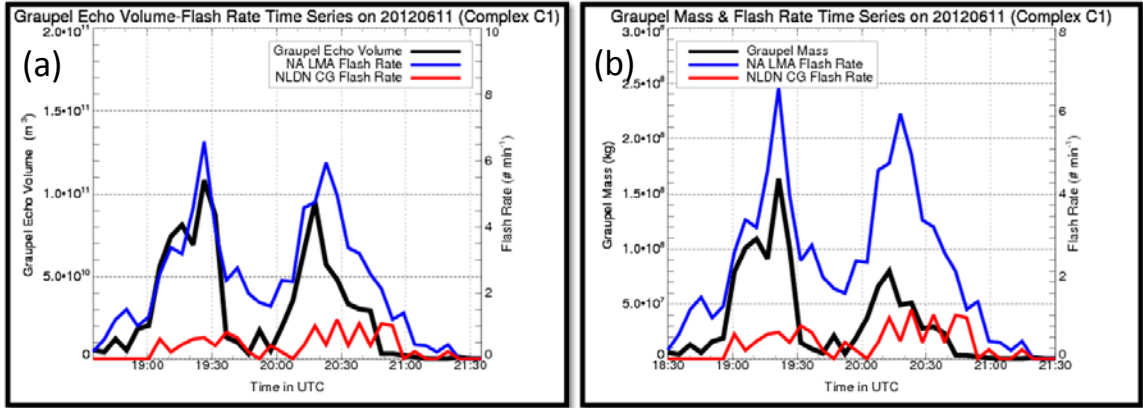 Graupel Echo Volume-Flash Rate Time Series on 20120611 (Complex C1)
(a)
Graupel Echo Volume
NA LMA Flash Rate
NLDN CG Flash Rate
2.0•10¹¹
1.5•10¹¹
1.0•10¹¹
5.0•10¹⁰
0
Graupel Echo Volume (m³)
10
8
6
4
2
0
Flash Rate (# min⁻¹)
19:00
19:30
20:00
20:30
21:00
21:30
Time in UTC
Graupel Mass & Flash Rate Time Series on 20120611 (Complex C1)
(b)
Graupel Mass
NA LMA Flash Rate
NLDN CG Flash Rate
3.0•10⁸
2.5•10⁸
2.0•10⁸
1.5•10⁸
1.0•10⁸
5.0•10⁷
0
Graupel Mass (kg)
8
6
4
2
0
Flash Rate (# min⁻¹)
18:30
19:00
19:30
20:00
20:30
21:00
21:30
Time in UTC